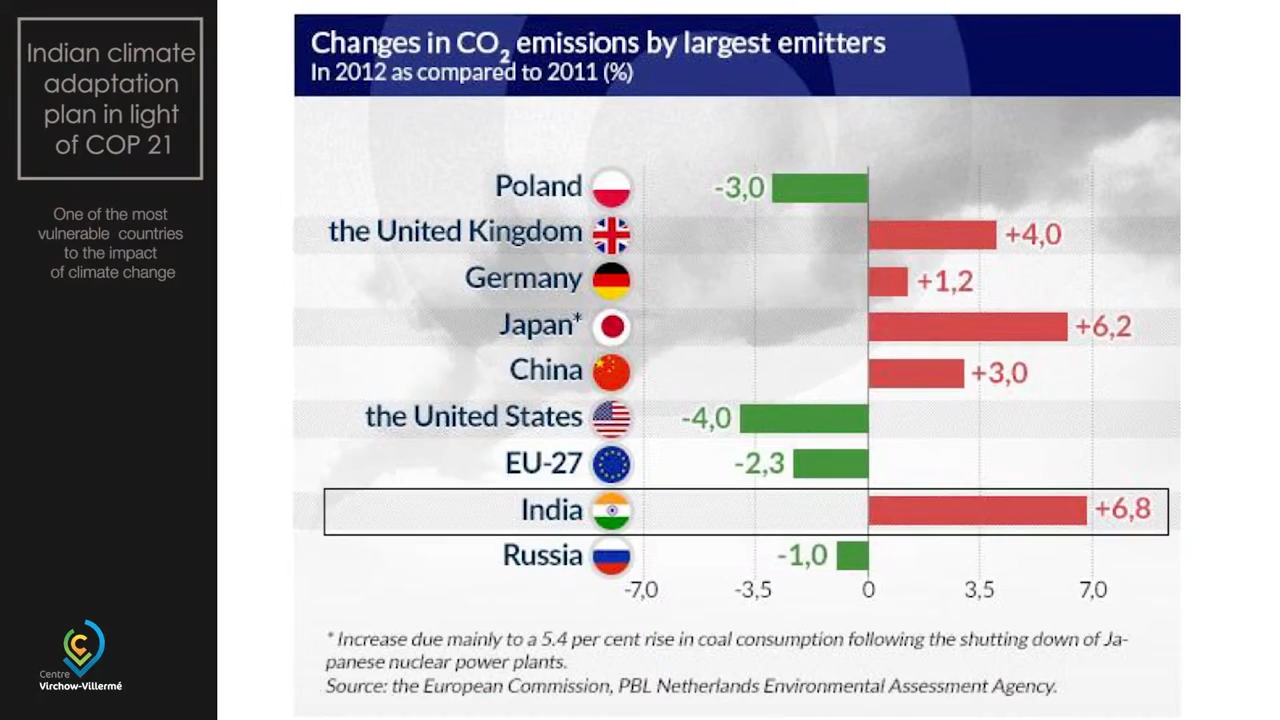 Indian climate
adaptation
plan in light
of COP 21
One of the most
vulnerable countries
to the impact
of climate change
Centre
Virchow-Villermé
Changes in CO2 emissions by largest emitters
In 2012 as compared to 2011 (%)
Poland -3,0
the United Kingdom +4,0
Germany +1,2
Japan* +6,2
China +3,0
the United States -4,0
EU-27 -2,3
India +6,8
Russia -1,0
-7,0 -3,5 0 3,5 7,0
* Increase due mainly to a 5.4 per cent rise in coal consumption following the shutting down of Ja-
panese nuclear power plants.
Source: the European Commission, PBL Netherlands Environmental Assessment Agency.